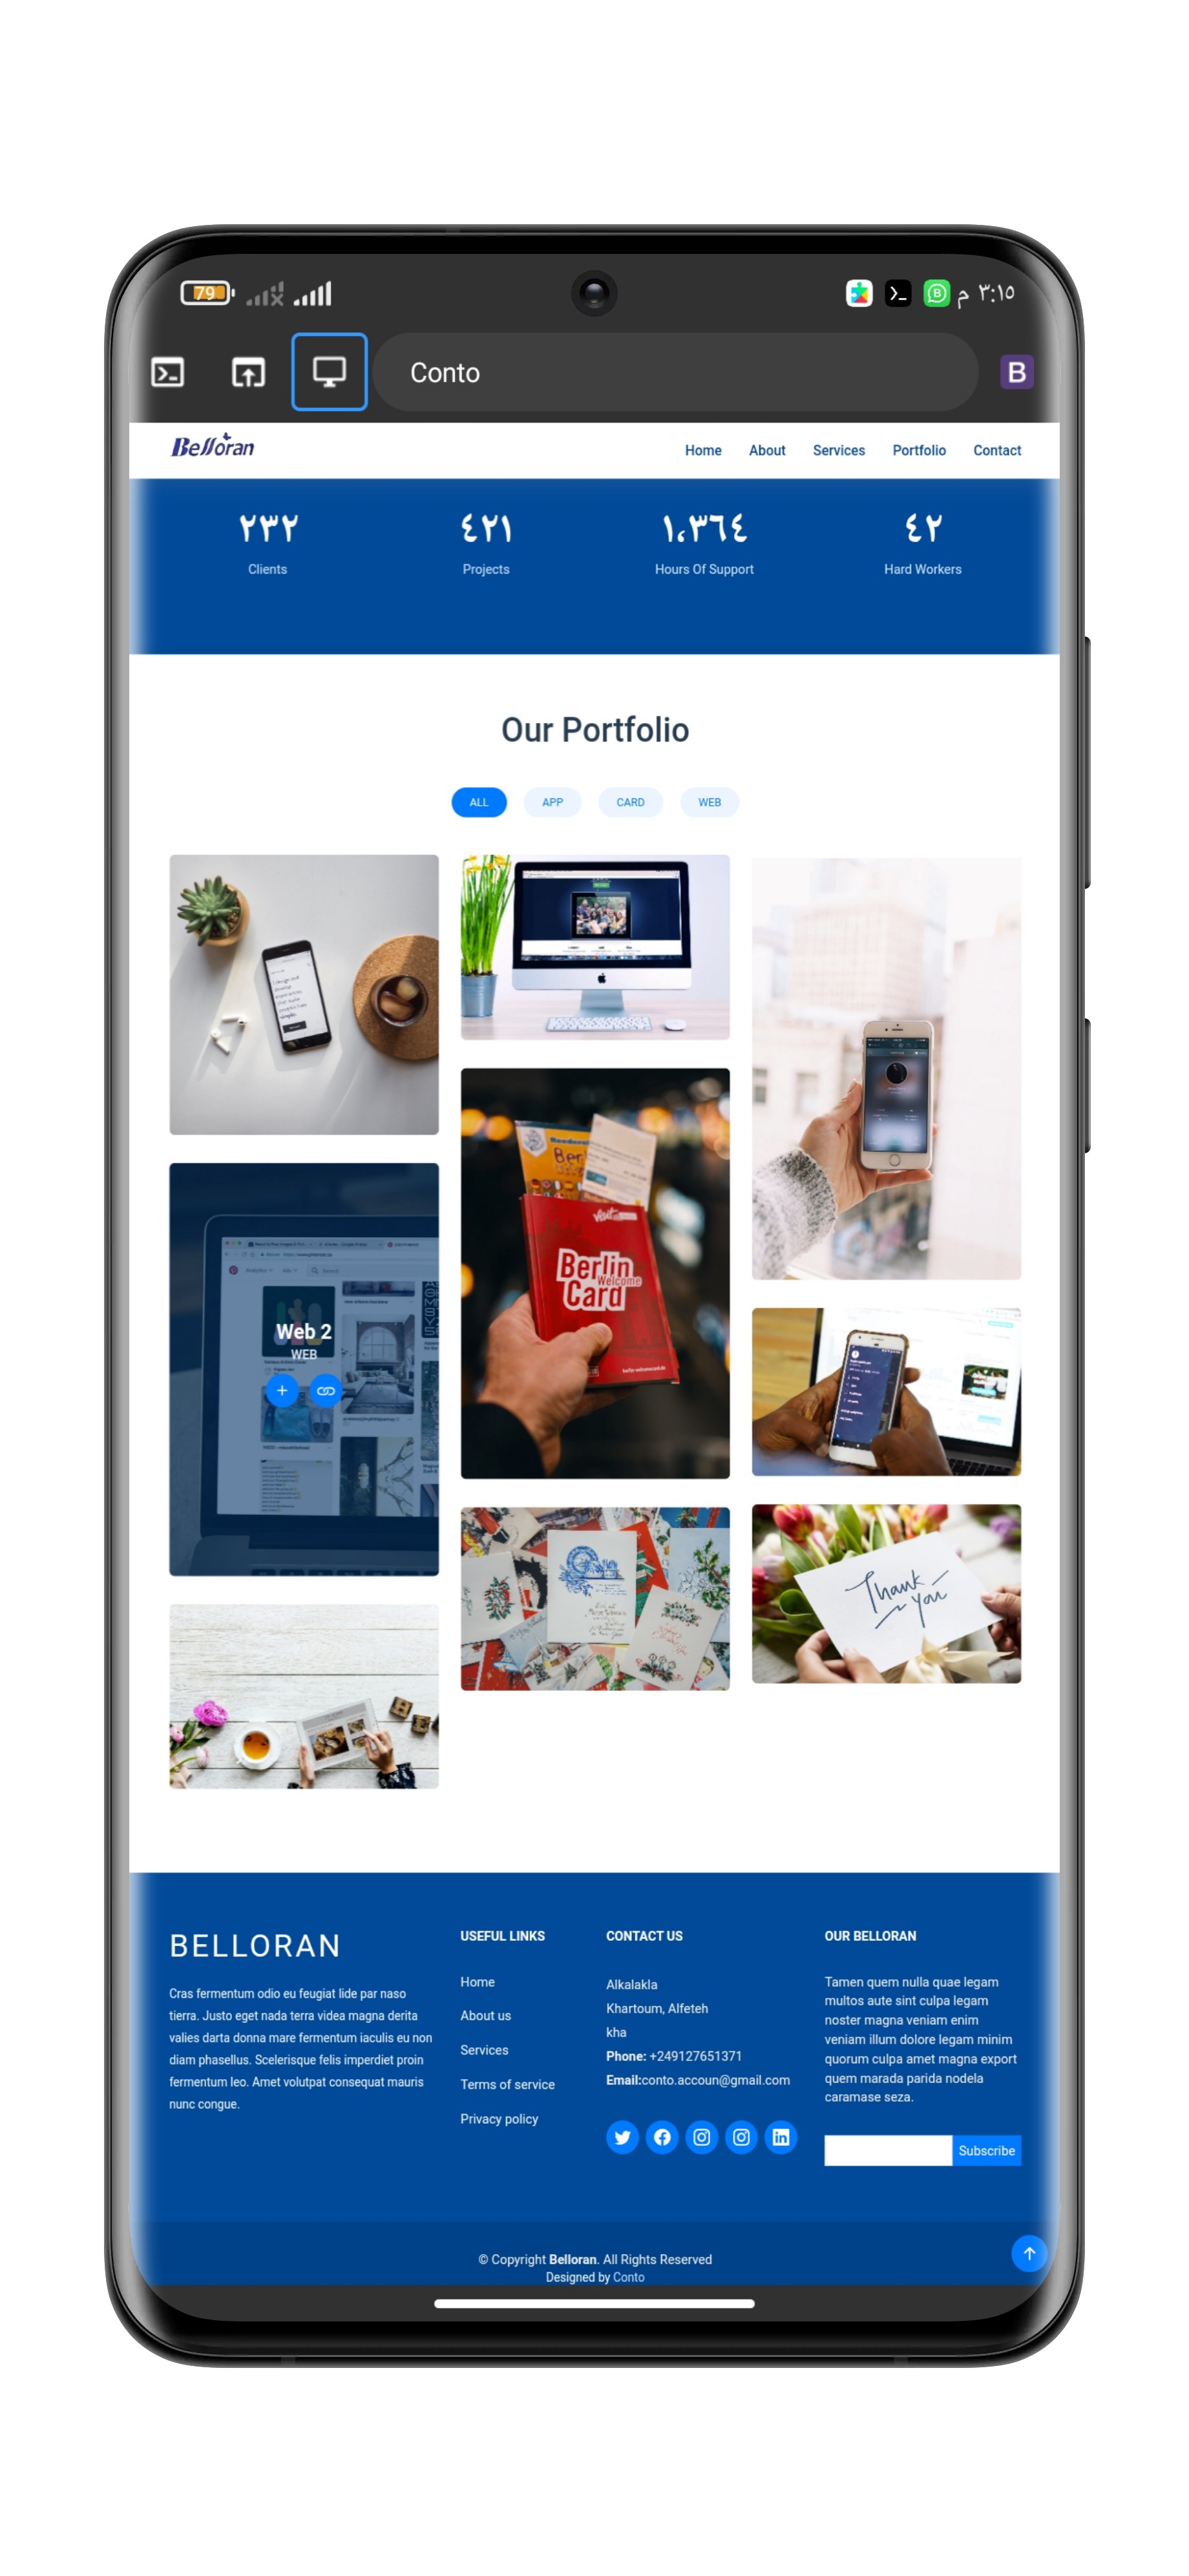 79
٣:١٥ م
Conto
B
Belloran
Home About Services Portfolio Contact
٢٣٢ ٤٢١ ١،٣٦٤ ٤٢
Clients Projects Hours Of Support Hard Workers
Our Portfolio
ALL APP CARD WEB
Visit
Berlin
Welcome
Card
Web 2
WEB
Thank
you
BELLORAN
Cras fermentum odio eu feugiat lide par naso
tierra. Justo eget nada terra videa magna derita
valies darta donna mare fermentum iaculis eu non
diam phasellus. Scelerisque felis imperdiet proin
fermentum leo. Amet volutpat consequat mauris
nunc congue.
USEFUL LINKS
Home
About us
Services
Terms of service
Privacy policy
CONTACT US
Alkalakla
Khartoum, Alfeteh
kha
Phone: +249127651371
Email:conto.accoun@gmail.com
OUR BELLORAN
Tamen quem nulla quae legam
multos aute sint culpa legam
noster magna veniam enim
veniam illum dolore legam minim
quorum culpa amet magna export
quem marada parida nodela
caramase seza.
Subscribe
© Copyright Belloran. All Rights Reserved
Designed by Conto